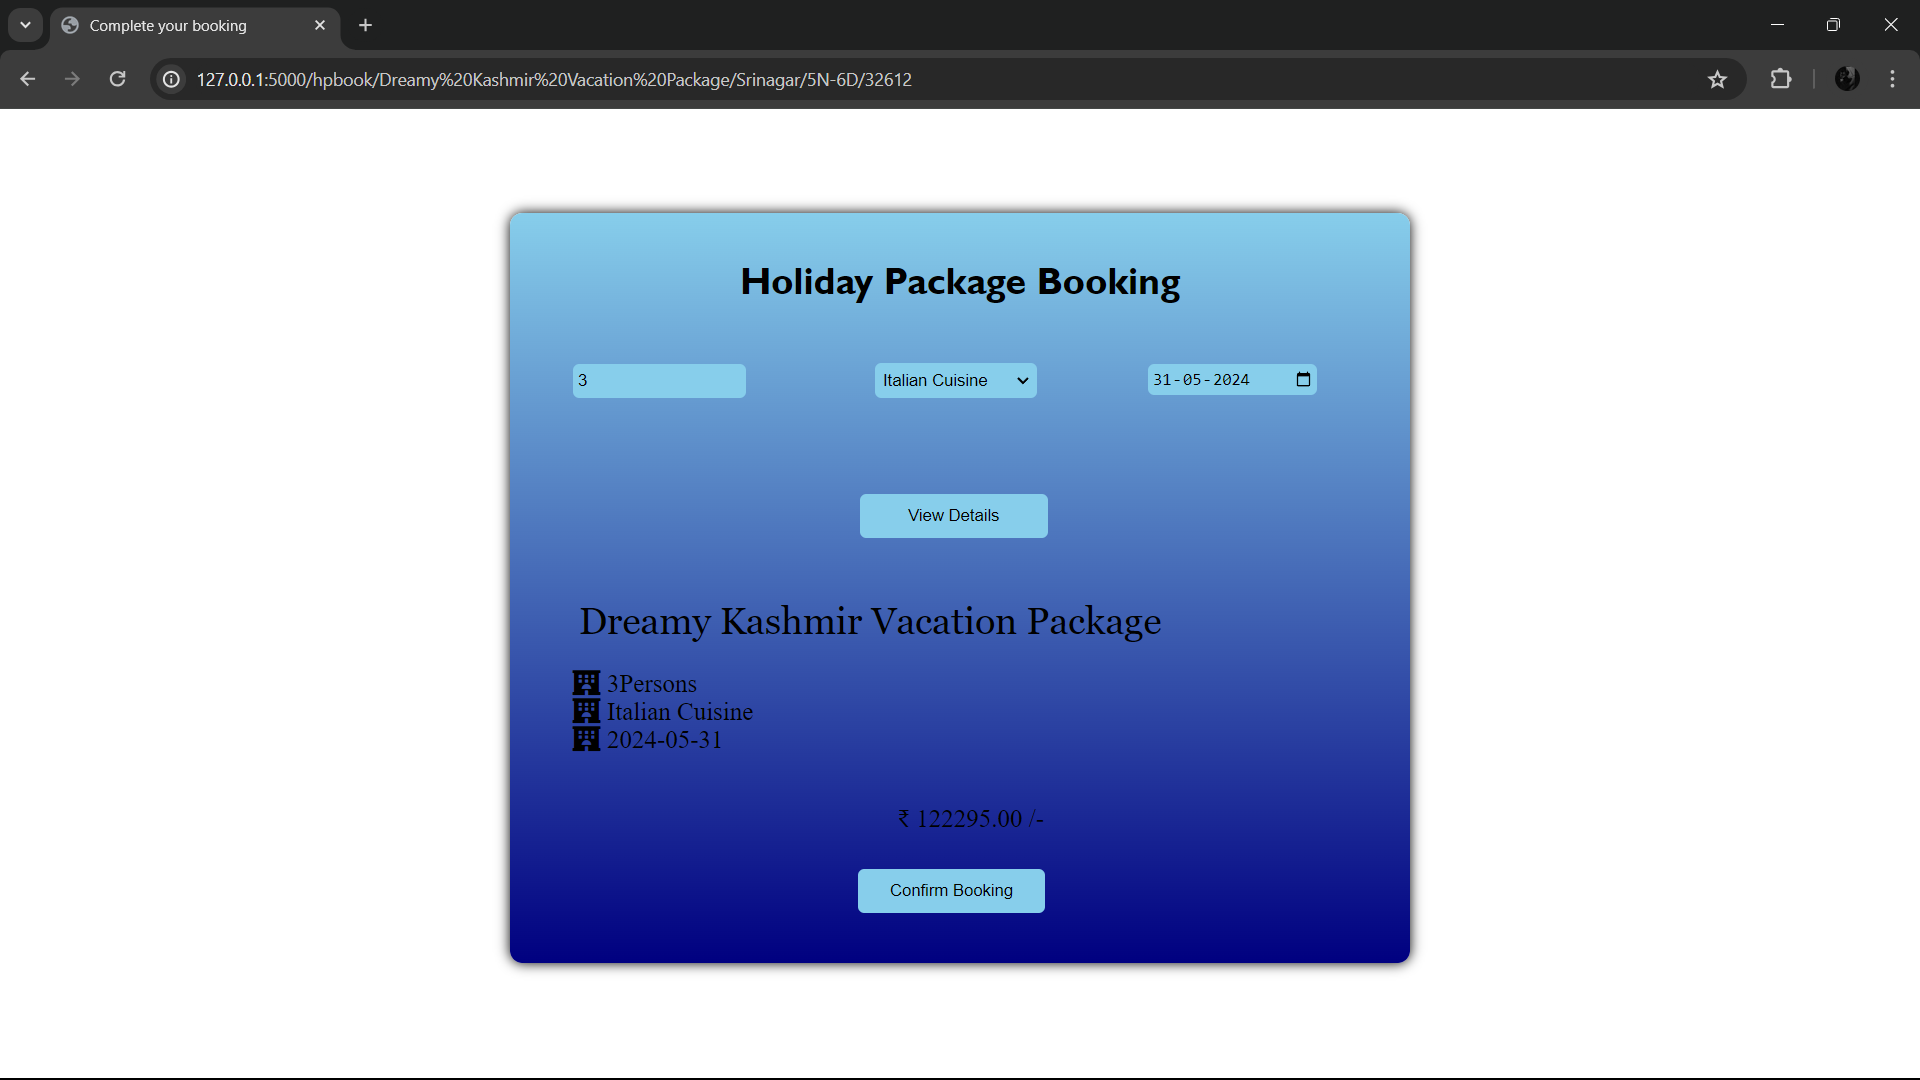 Complete your booking
127.0.0.1:5000/hpbook/Dreamy%20Kashmir%20Vacation%20Package/Srinagar/5N-6D/32612
Holiday Package Booking
3 Italian Cuisine 31-05-2024
View Details
Dreamy Kashmir Vacation Package
3Persons
Italian Cuisine
2024-05-31
₹ 122295.00 /-
Confirm Booking